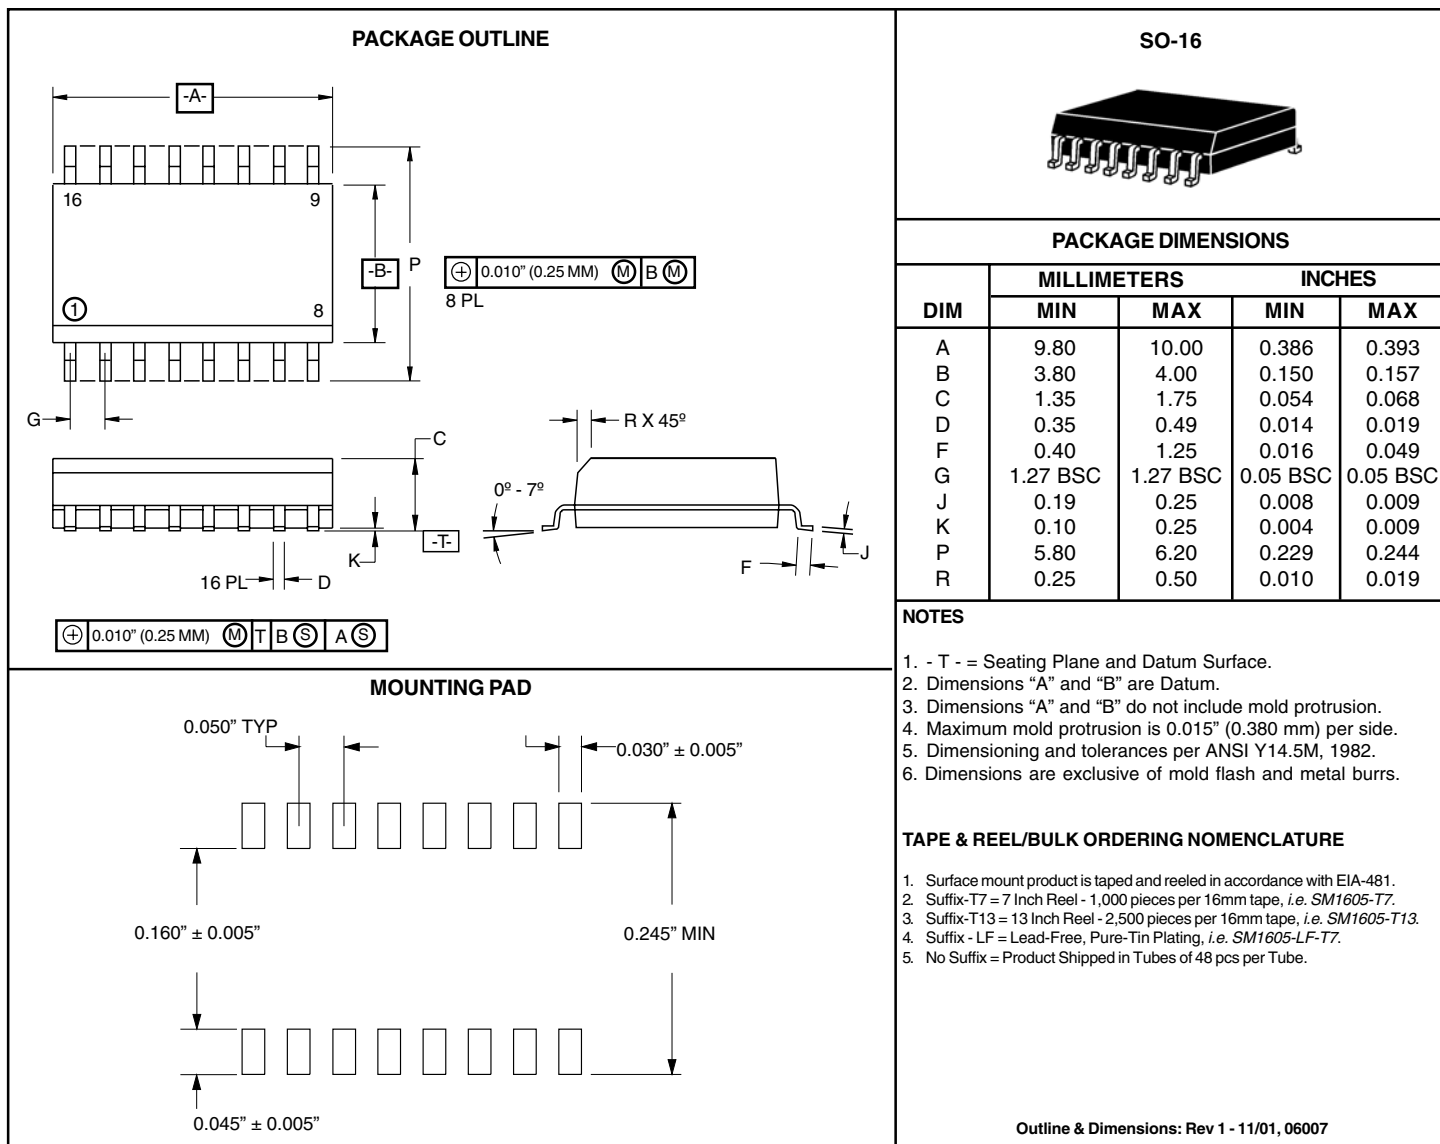 PACKAGE OUTLINE
-A-
16
9
-B-
P
1
8
⌖ 0.010” (0.25 MM) Ⓜ B Ⓜ
8 PL
G
C
R X 45º
0º - 7º
-T-
K
16 PL
D
F
J
⌖ 0.010” (0.25 MM) Ⓜ T B Ⓢ A Ⓢ
MOUNTING PAD
0.050” TYP
0.030” ± 0.005”
0.160” ± 0.005”
0.245” MIN
0.045” ± 0.005”
SO-16
PACKAGE DIMENSIONS
MILLIMETERS INCHES
DIM MIN MAX MIN MAX
A 9.80 10.00 0.386 0.393
B 3.80 4.00 0.150 0.157
C 1.35 1.75 0.054 0.068
D 0.35 0.49 0.014 0.019
F 0.40 1.25 0.016 0.049
G 1.27 BSC 1.27 BSC 0.05 BSC 0.05 BSC
J 0.19 0.25 0.008 0.009
K 0.10 0.25 0.004 0.009
P 5.80 6.20 0.229 0.244
R 0.25 0.50 0.010 0.019
NOTES
1. - T - = Seating Plane and Datum Surface.
2. Dimensions “A” and “B” are Datum.
3. Dimensions “A” and “B” do not include mold protrusion.
4. Maximum mold protrusion is 0.015” (0.380 mm) per side.
5. Dimensioning and tolerances per ANSI Y14.5M, 1982.
6. Dimensions are exclusive of mold flash and metal burrs.
TAPE & REEL/BULK ORDERING NOMENCLATURE
1. Surface mount product is taped and reeled in accordance with EIA-481.
2. Suffix-T7 = 7 Inch Reel - 1,000 pieces per 16mm tape, i.e. SM1605-T7.
3. Suffix-T13 = 13 Inch Reel - 2,500 pieces per 16mm tape, i.e. SM1605-T13.
4. Suffix - LF = Lead-Free, Pure-Tin Plating, i.e. SM1605-LF-T7.
5. No Suffix = Product Shipped in Tubes of 48 pcs per Tube.
Outline & Dimensions: Rev 1 - 11/01, 06007